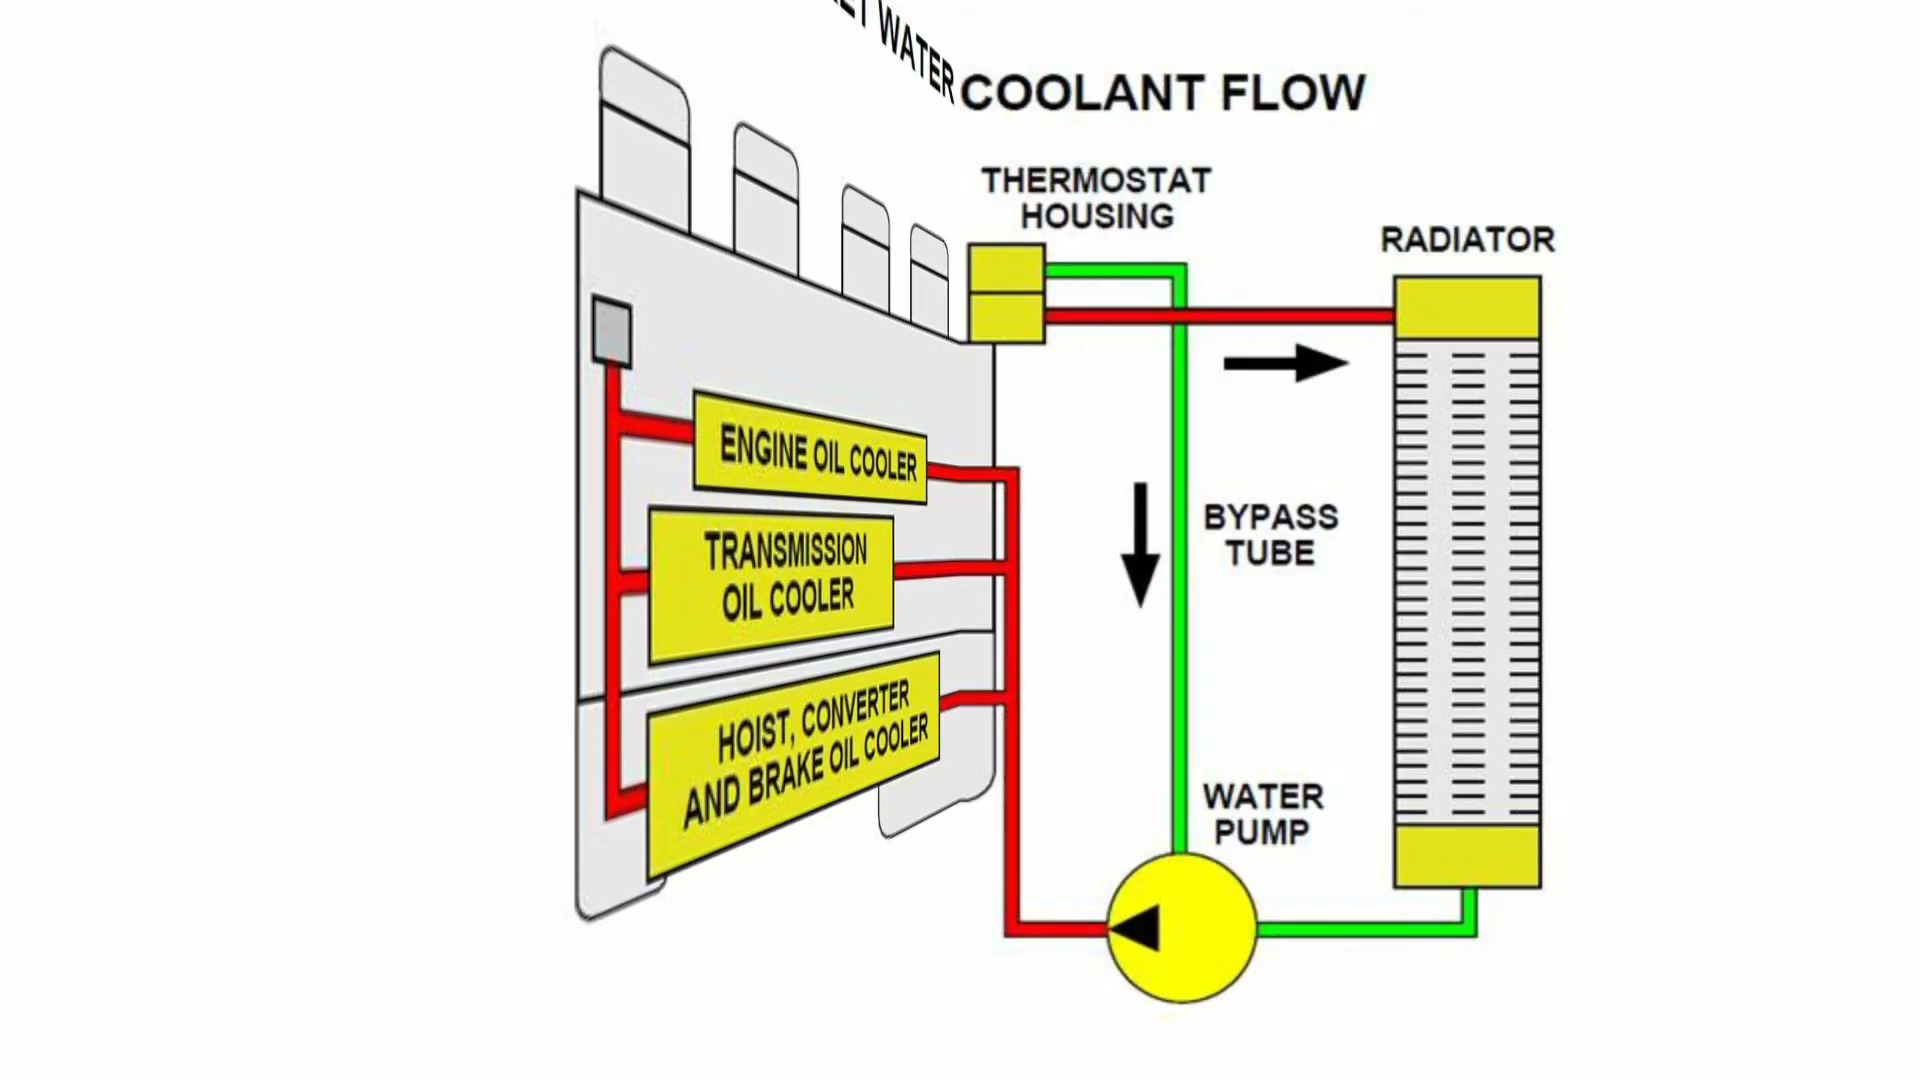 WATER
COOLANT FLOW
THERMOSTAT
HOUSING
RADIATOR
ENGINE OIL COOLER
TRANSMISSION
OIL COOLER
BYPASS
TUBE
HOIST, CONVERTER
AND BRAKE OIL COOLER
WATER
PUMP